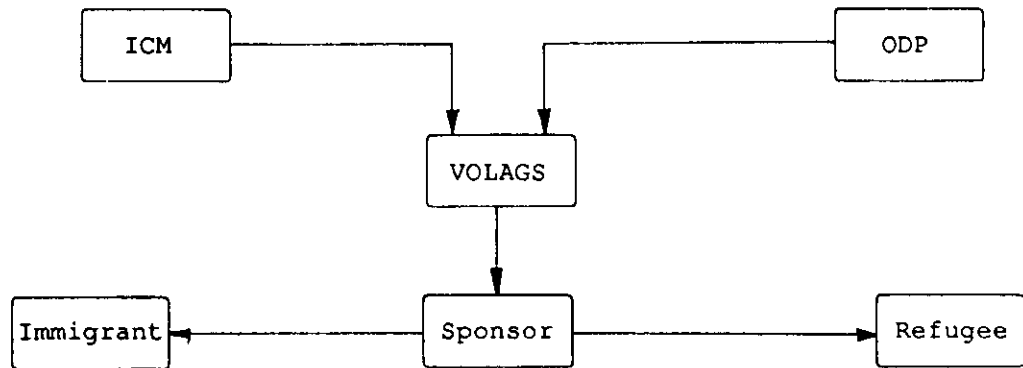 ICM
ODP
VOLAGS
Immigrant
Sponsor
Refugee